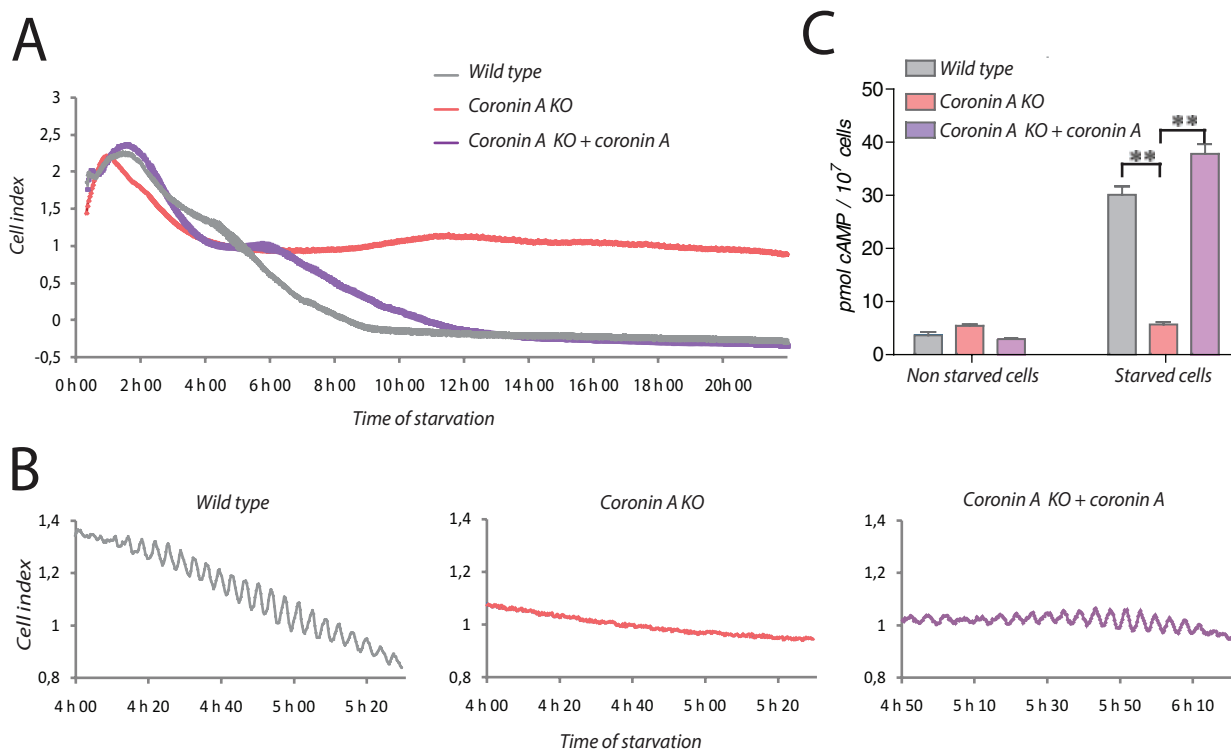 A
Wild type
Coronin A KO
Coronin A KO + coronin A
Cell index
3
2,5
2
1,5
1
0,5
0
-0,5
0 h 00 2 h 00 4 h 00 6 h 00 8 h 00 10 h 00 12 h 00 14 h 00 16 h 00 18 h 00 20h 00
Time of starvation
C
Wild type
Coronin A KO
Coronin A KO + coronin A
pmol cAMP / 10⁷ cells
50
40
30
20
10
0
** **
Non starved cells Starved cells
B
Wild type
Cell index
1,4
1,2
1
0,8
4 h 00 4 h 20 4 h 40 5 h 00 5 h 20
Coronin A KO
1,4
1,2
1
0,8
4 h 00 4 h 20 4 h 40 5 h 00 5 h 20
Coronin A KO + coronin A
1,4
1,2
1
0,8
4 h 50 5 h 10 5 h 30 5 h 50 6 h 10
Time of starvation